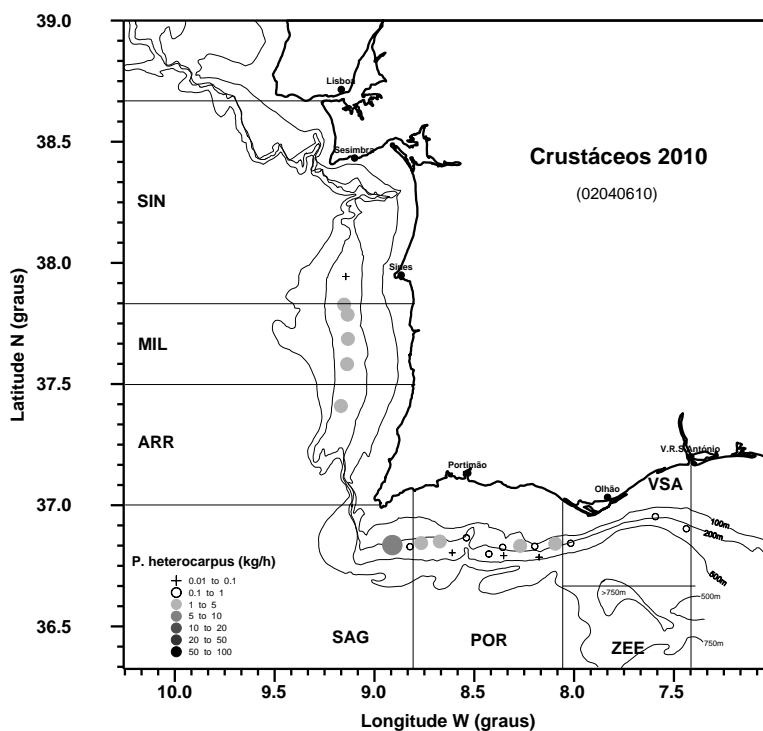 39.0
38.5
38.0
37.5
37.0
36.5
Latitude N (graus)
Lisboa
Sesimbra
Sines
Crustáceos 2010
(02040610)
SIN
MIL
ARR
Portimão
Olhão
V.R.S.António
VSA
100m
200m
500m
P. heterocarpus (kg/h)
0.01 to 0.1
0.1 to 1
1 to 5
5 to 10
10 to 20
20 to 50
50 to 100
>750m
500m
750m
SAG
POR
ZEE
10.0 9.5 9.0 8.5 8.0 7.5
Longitude W (graus)